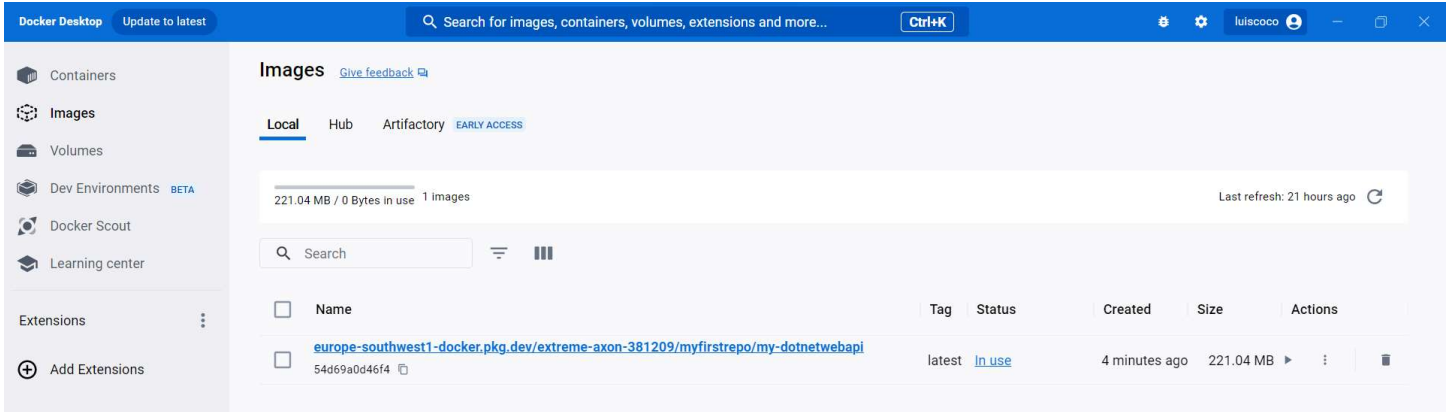 Docker Desktop Update to latest Search for images, containers, volumes, extensions and more... Ctrl+K luiscoco
Containers
Images
Volumes
Dev Environments BETA
Docker Scout
Learning center
Extensions
Add Extensions
Images Give feedback
Local Hub Artifactory EARLY ACCESS
221.04 MB / 0 Bytes in use 1 images Last refresh: 21 hours ago
Search
Name Tag Status Created Size Actions
europe-southwest1-docker.pkg.dev/extreme-axon-381209/myfirstrepo/my-dotnetwebapi latest In use 4 minutes ago 221.04 MB
54d69a0d46f4